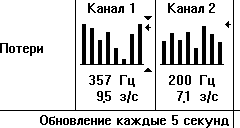 Канал 1 Канал 2
Потери
357 Гц 200 Гц
9,5 з/с 7,1 з/с
Обновление каждые 5 секунд